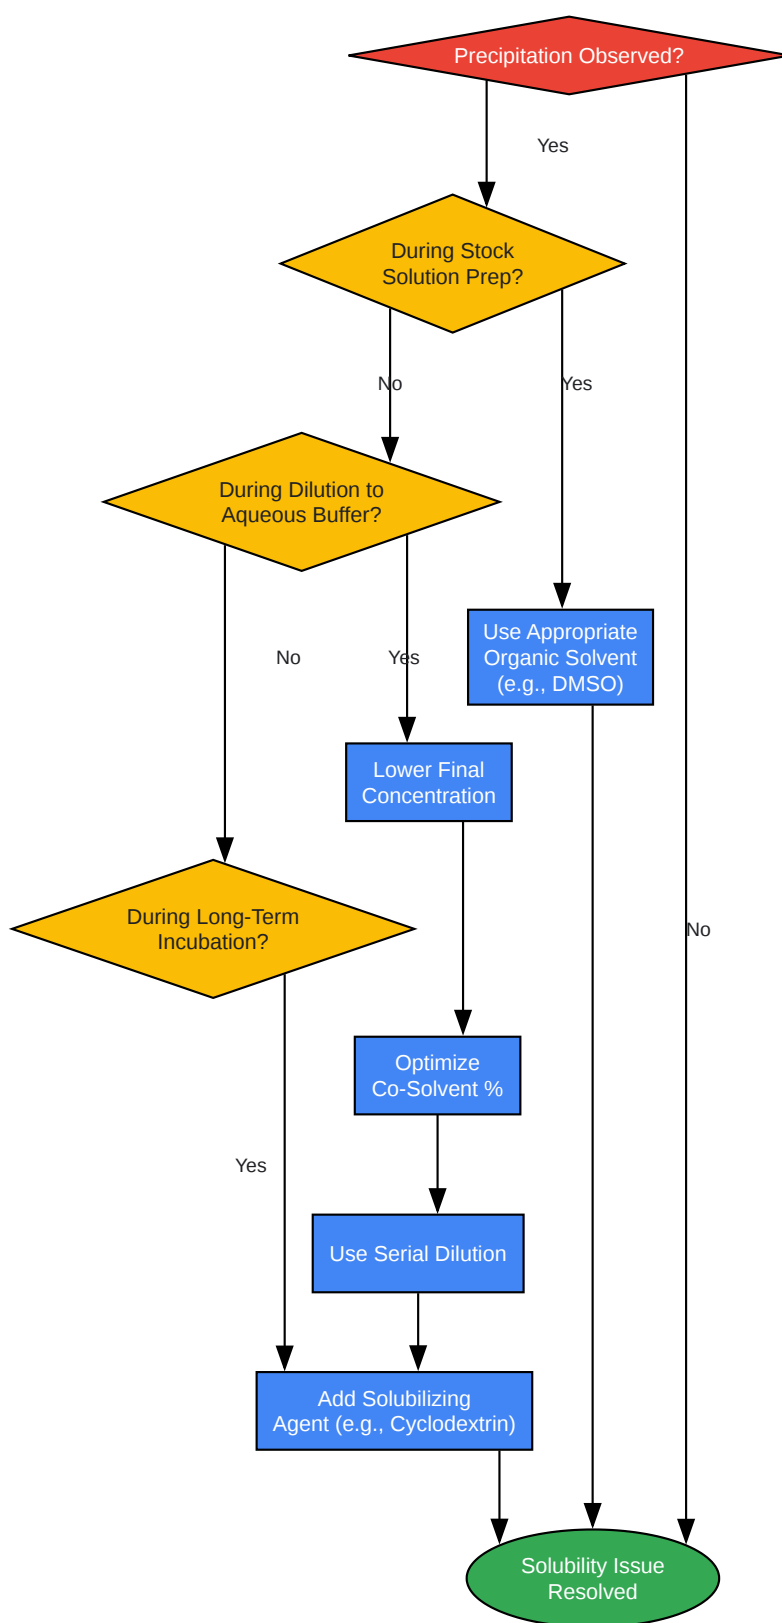 Precipitation Observed?
Yes
During Stock
Solution Prep?
No
Yes
During Dilution to
Aqueous Buffer?
Use Appropriate
Organic Solvent
(e.g., DMSO)
No
Yes
Lower Final
Concentration
During Long-Term
Incubation?
No
Optimize
Co-Solvent %
Yes
Use Serial Dilution
Add Solubilizing
Agent (e.g., Cyclodextrin)
Solubility Issue
Resolved